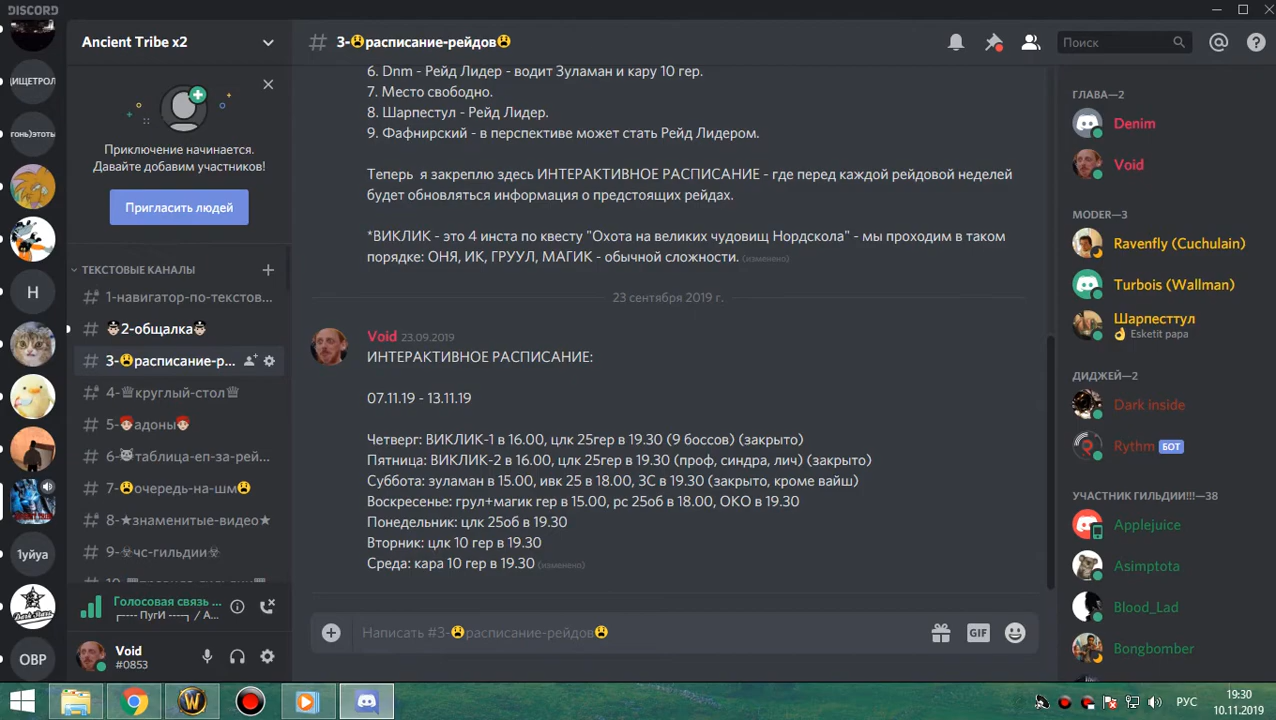 DISCORD
ИЩЕТРОЛ
гонь)этоть
Н
1уйуа
ОВР
Ancient Tribe x2
Приключение начинается.
Давайте добавим участников!
Пригласить людей
ТЕКСТОВЫЕ КАНАЛЫ
1-навигатор-по-текстов...
👮🏻2-общалка👮🏻
3-😫расписание-р...
4-♕круглый-стол♕
5-🎅адоны🎅
6-😈таблица-еп-за-рей...
7-😫очередь-на-шм😫
8-★знаменитые-видео★
9-☣чс-гильдии☣
Голосовая связь ...
┌---- ПугИ ----┐ / А...
Void
#0853
3-😫расписание-рейдов😫
Поиск
6. Dnm - Рейд Лидер - водит Зуламан и кару 10 гер.
7. Место свободно.
8. Шарпестул - Рейд Лидер.
9. Фафнирский - в перспективе может стать Рейд Лидером.
Теперь я закреплю здесь ИНТЕРАКТИВНОЕ РАСПИСАНИЕ - где перед каждой рейдовой неделей
будет обновляться информация о предстоящих рейдах.
*ВИКЛИК - это 4 инста по квесту "Охота на великих чудовищ Нордскола" - мы проходим в таком
порядке: ОНЯ, ИК, ГРУУЛ, МАГИК - обычной сложности. (изменено)
23 сентября 2019 г.
Void 23.09.2019
ИНТЕРАКТИВНОЕ РАСПИСАНИЕ:
07.11.19 - 13.11.19
Четверг: ВИКЛИК-1 в 16.00, цлк 25гер в 19.30 (9 боссов) (закрыто)
Пятница: ВИКЛИК-2 в 16.00, цлк 25гер в 19.30 (проф, синдра, лич) (закрыто)
Суббота: зуламан в 15.00, ивк 25 в 18.00, ЗС в 19.30 (закрыто, кроме вайш)
Воскресенье: грул+магик гер в 15.00, рс 25об в 18.00, ОКО в 19.30
Понедельник: цлк 25об в 19.30
Вторник: цлк 10 гер в 19.30
Среда: кара 10 гер в 19.30 (изменено)
Написать #3-😫расписание-рейдов😫
GIF
ГЛАВА—2
Denim
Void
MODER—3
Ravenfly (Cuchulain)
Turbois (Wallman)
Шарпесттул
👌 Esketit papa
ДИДЖЕЙ—2
Dark inside
Rythm БОТ
УЧАСТНИК ГИЛЬДИИ!!!—38
Applejuice
Asimptota
Blood_Lad
Bongbomber
РУС
19:30
10.11.2019